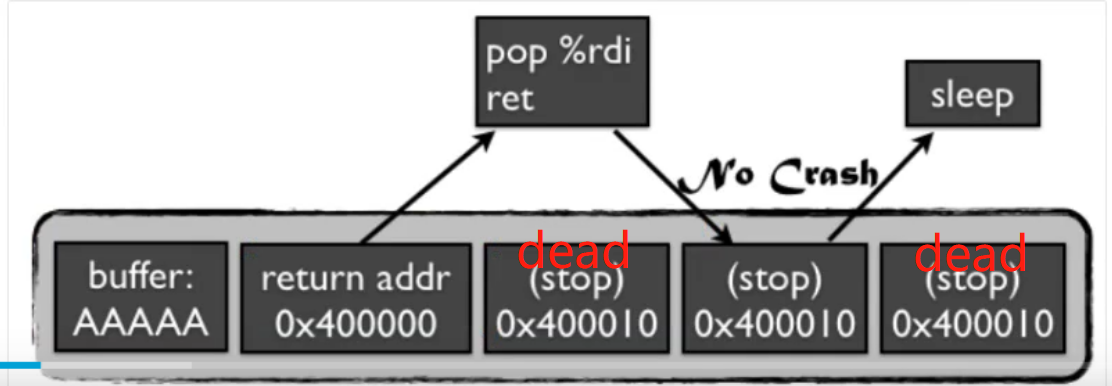 pop %rdi
ret
sleep
No Crash
buffer:
AAAAA
return addr
0x400000
dead
(stop)
0x400010
(stop)
0x400010
dead
(stop)
0x400010